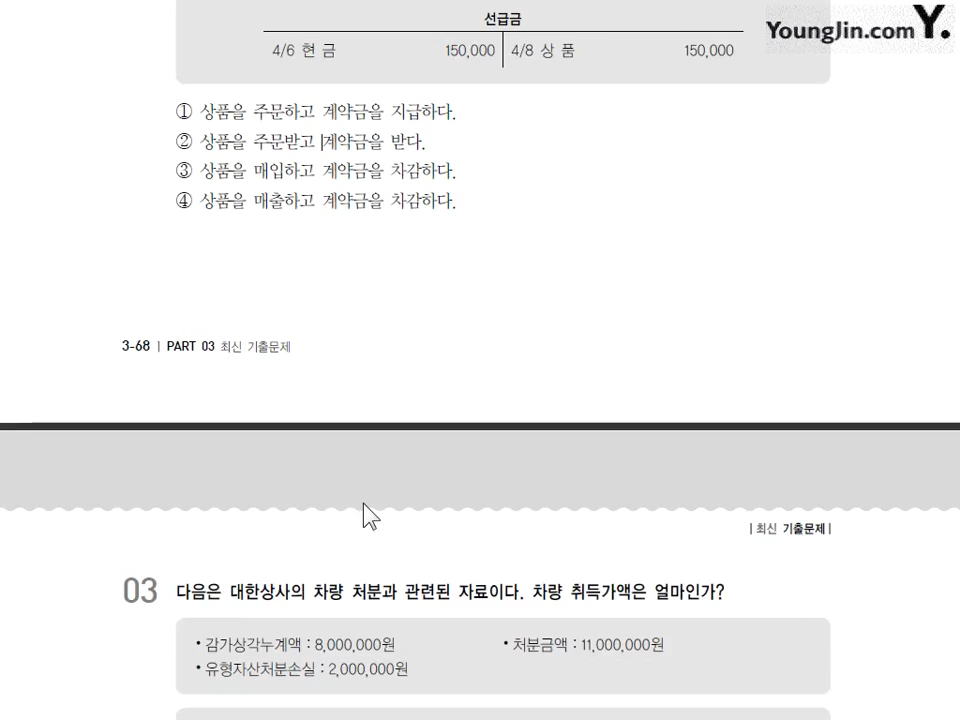 선급금
YoungJin.com Y.
4/6 현 금 150,000 4/8 상 품 150,000
① 상품을 주문하고 계약금을 지급하다.
② 상품을 주문받고 계약금을 받다.
③ 상품을 매입하고 계약금을 차감하다.
④ 상품을 매출하고 계약금을 차감하다.
3-68 | PART 03 최신 기출문제
| 최신 기출문제 |
03 다음은 대한상사의 차량 처분과 관련된 자료이다. 차량 취득가액은 얼마인가?
• 감가상각누계액 : 8,000,000원 • 처분금액 : 11,000,000원
• 유형자산처분손실 : 2,000,000원